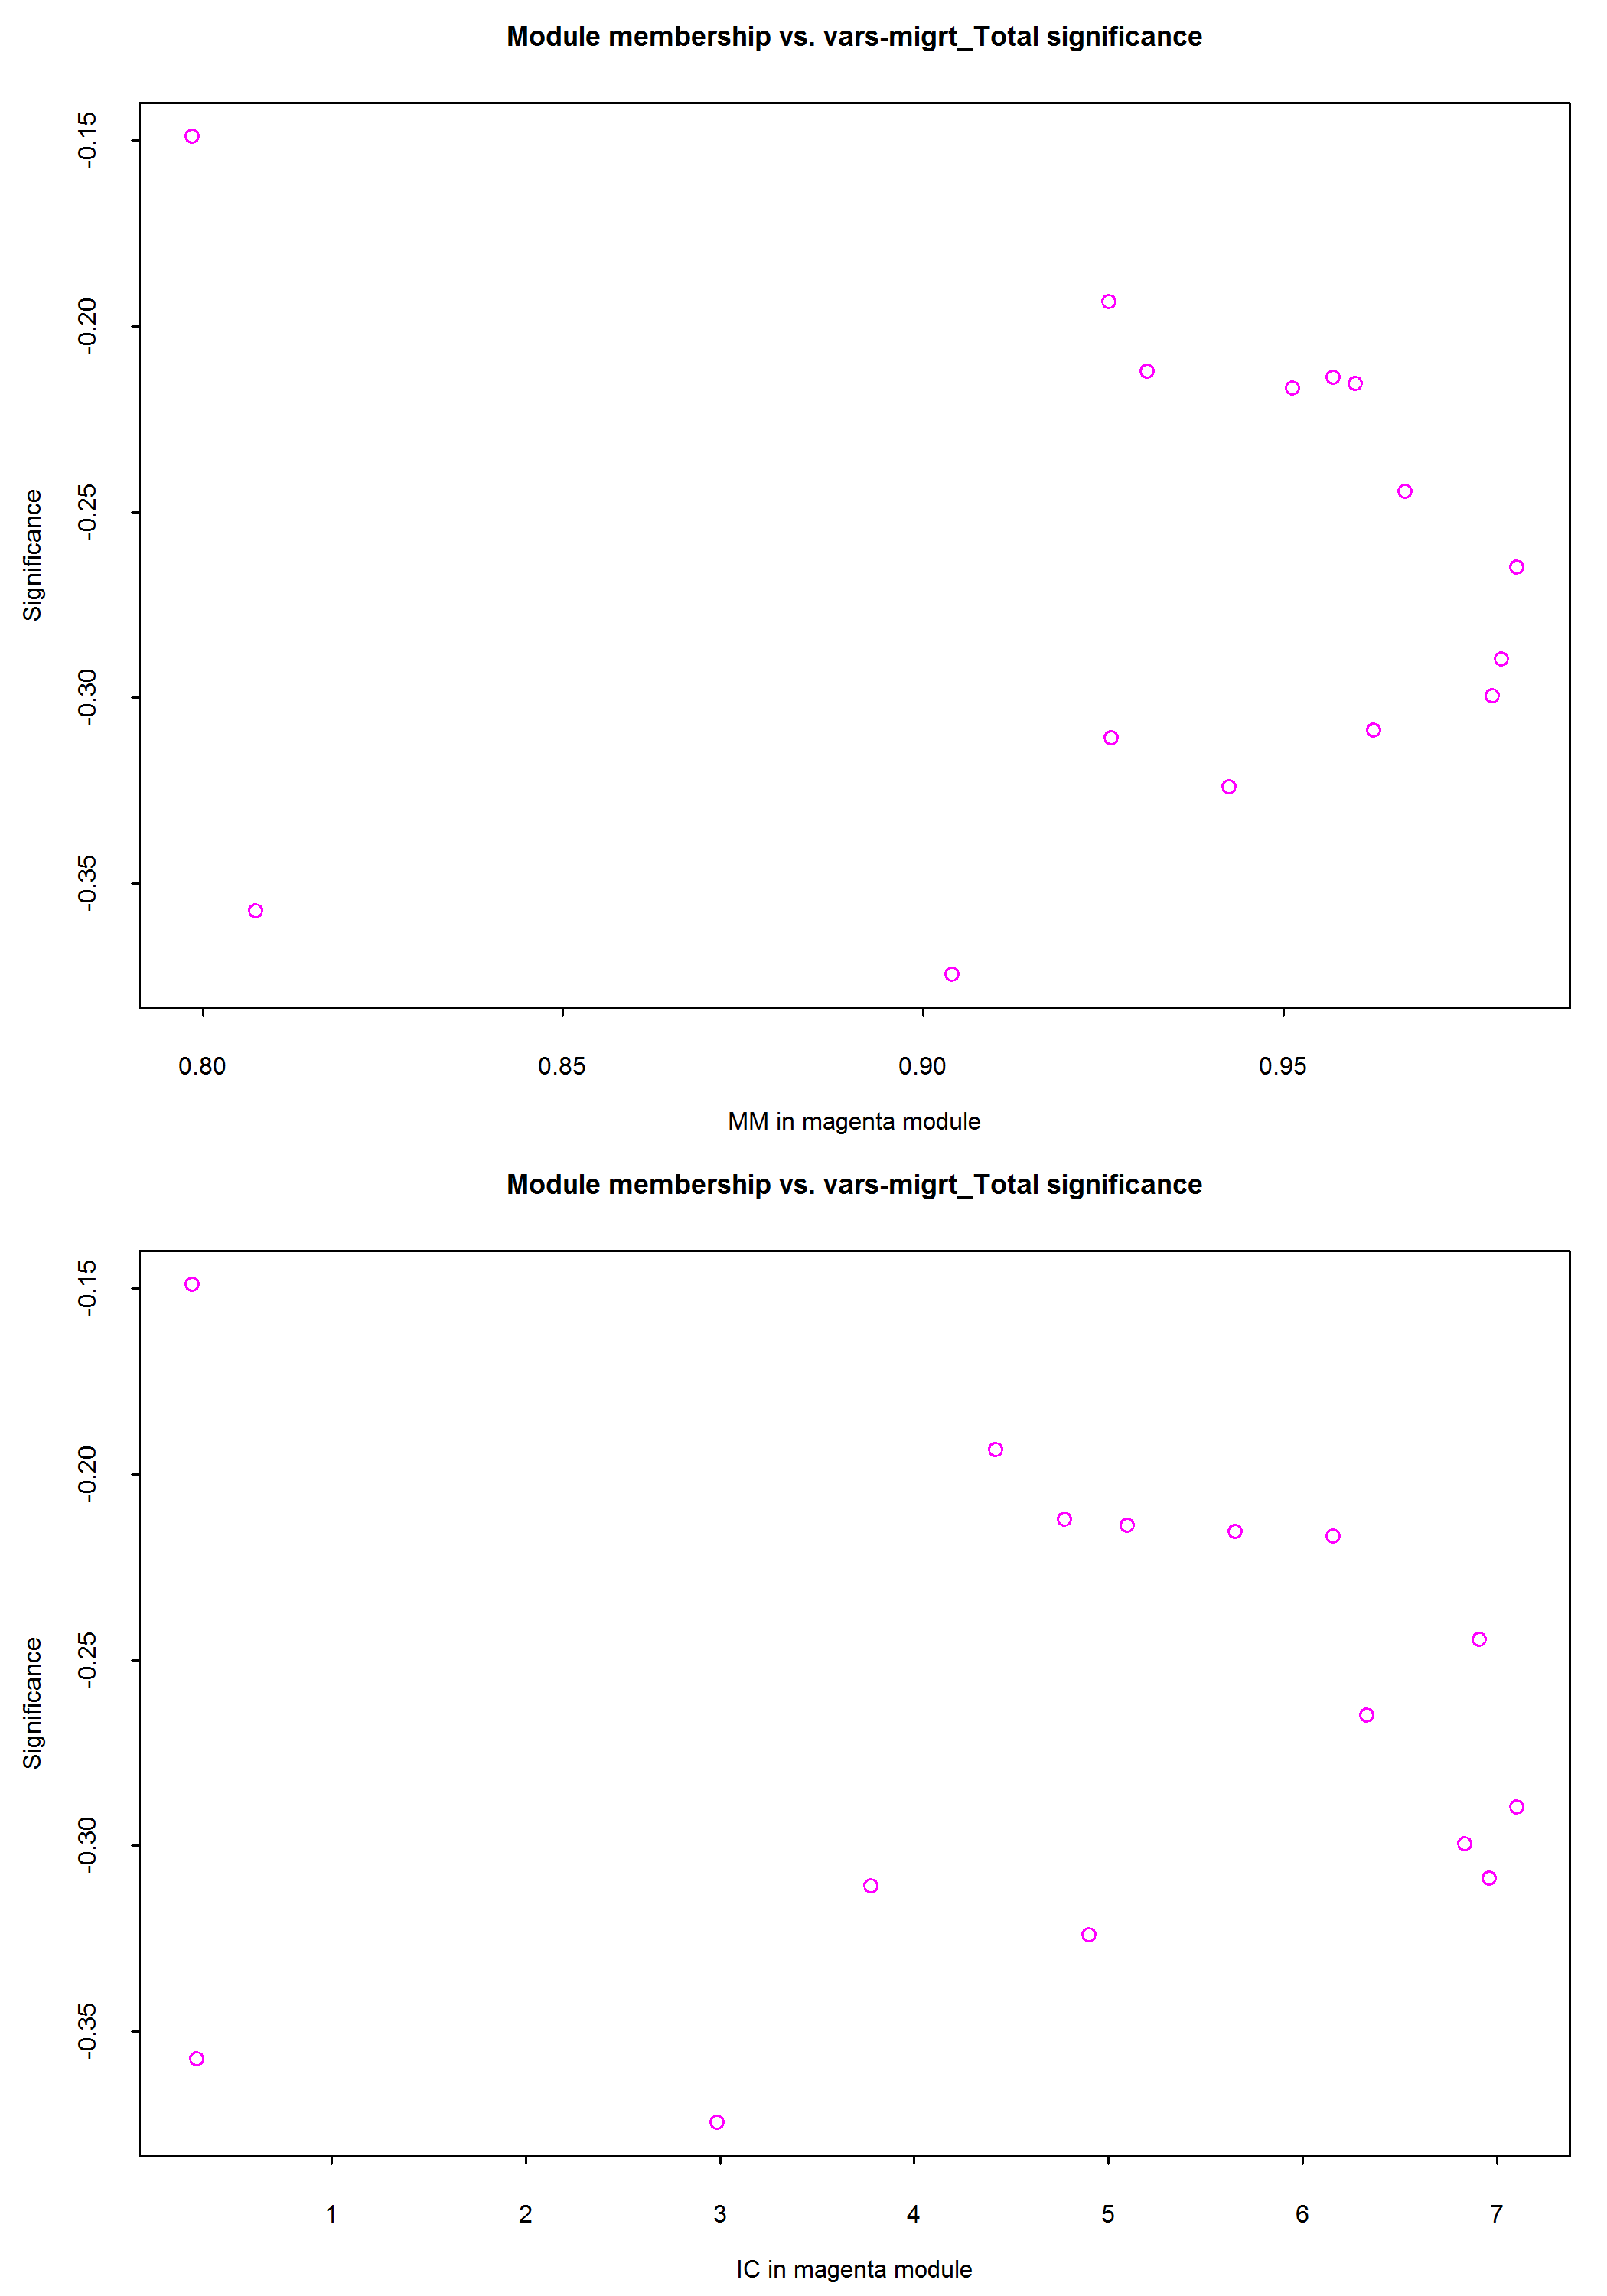 Module membership vs. vars-migrt_Total significance
-0.15
-0.20
-0.25
-0.30
-0.35
Significance
0.80 0.85 0.90 0.95
MM in magenta module
Module membership vs. vars-migrt_Total significance
-0.15
-0.20
-0.25
-0.30
-0.35
Significance
1 2 3 4 5 6 7
IC in magenta module